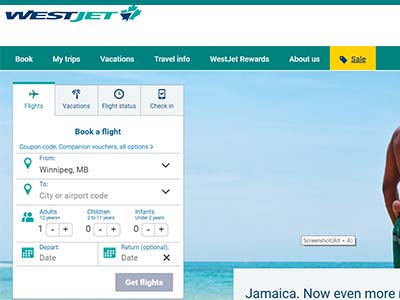 WESTJET
Book My trips Vacations Travel info WestJet Rewards About us Sale
Flights Vacations Flight status Check in
Book a flight
Coupon code, Companion vouchers, all options >
From:
Winnipeg, MB
To:
City or airport code
Adults Children Infants
12 years+ 2 to 11 years Under 2 years
1 - + 0 - + 0 - +
Depart: Return (optional):
Date Date ×
Get flights
Screenshot(Alt + A)
Jamaica. Now even more